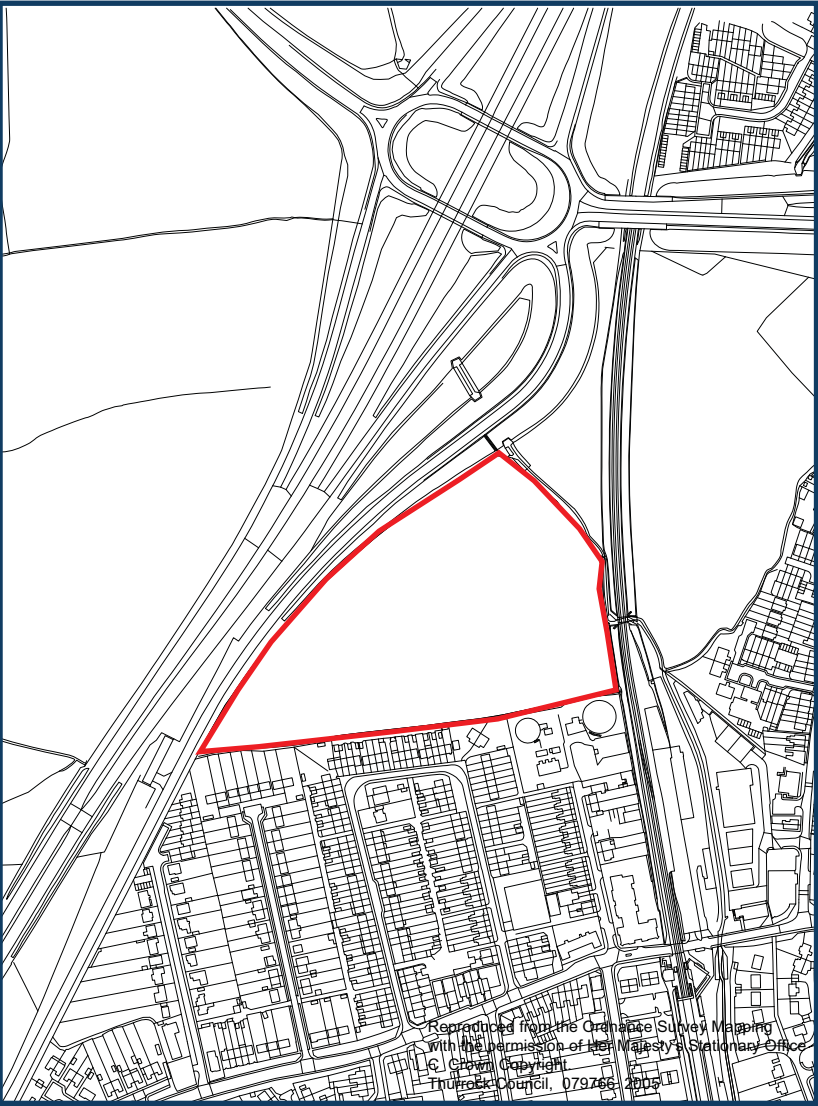 Reproduced from the Ordnance Survey Mapping
with the permission of Her Majesty's Stationary Office
© Crown Copyright.
Thurrock Council, 079766 2005